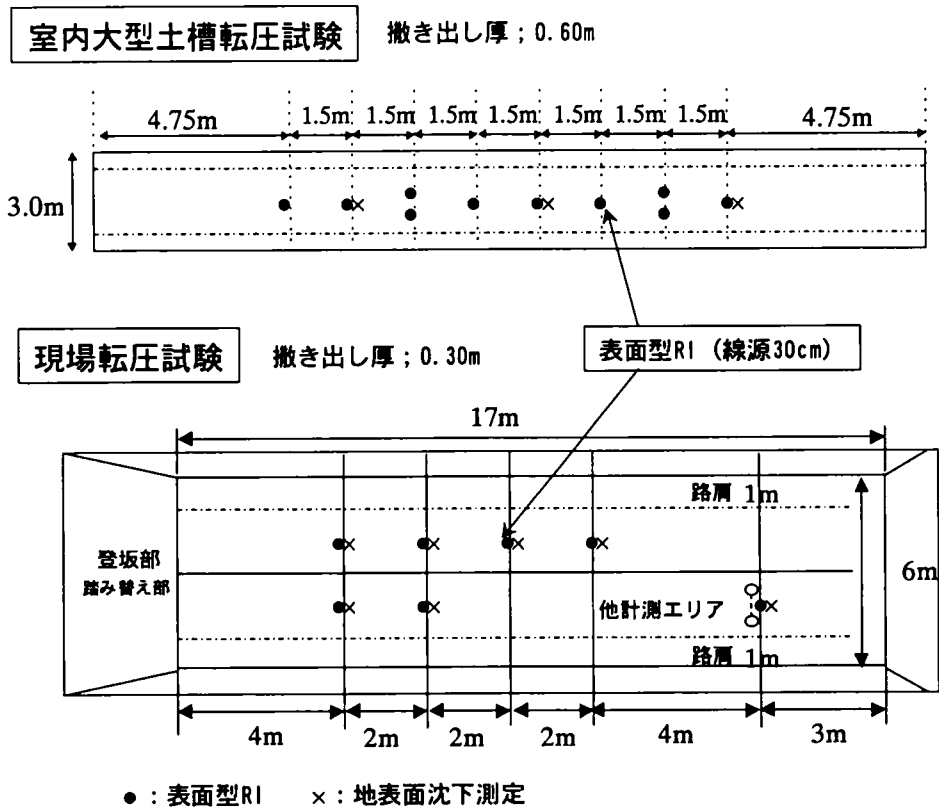 室内大型土槽転圧試験 撒き出し厚；0.60m
4.75m 1.5m 1.5m 1.5m 1.5m 1.5m 1.5m 1.5m 4.75m
3.0m
現場転圧試験 撒き出し厚；0.30m
表面型RI（線源30cm）
17m
路肩 1m
登坂部
踏み替え部
6m
他計測エリア
路肩 1m
4m 2m 2m 2m 4m 3m
●：表面型RI ×：地表面沈下測定